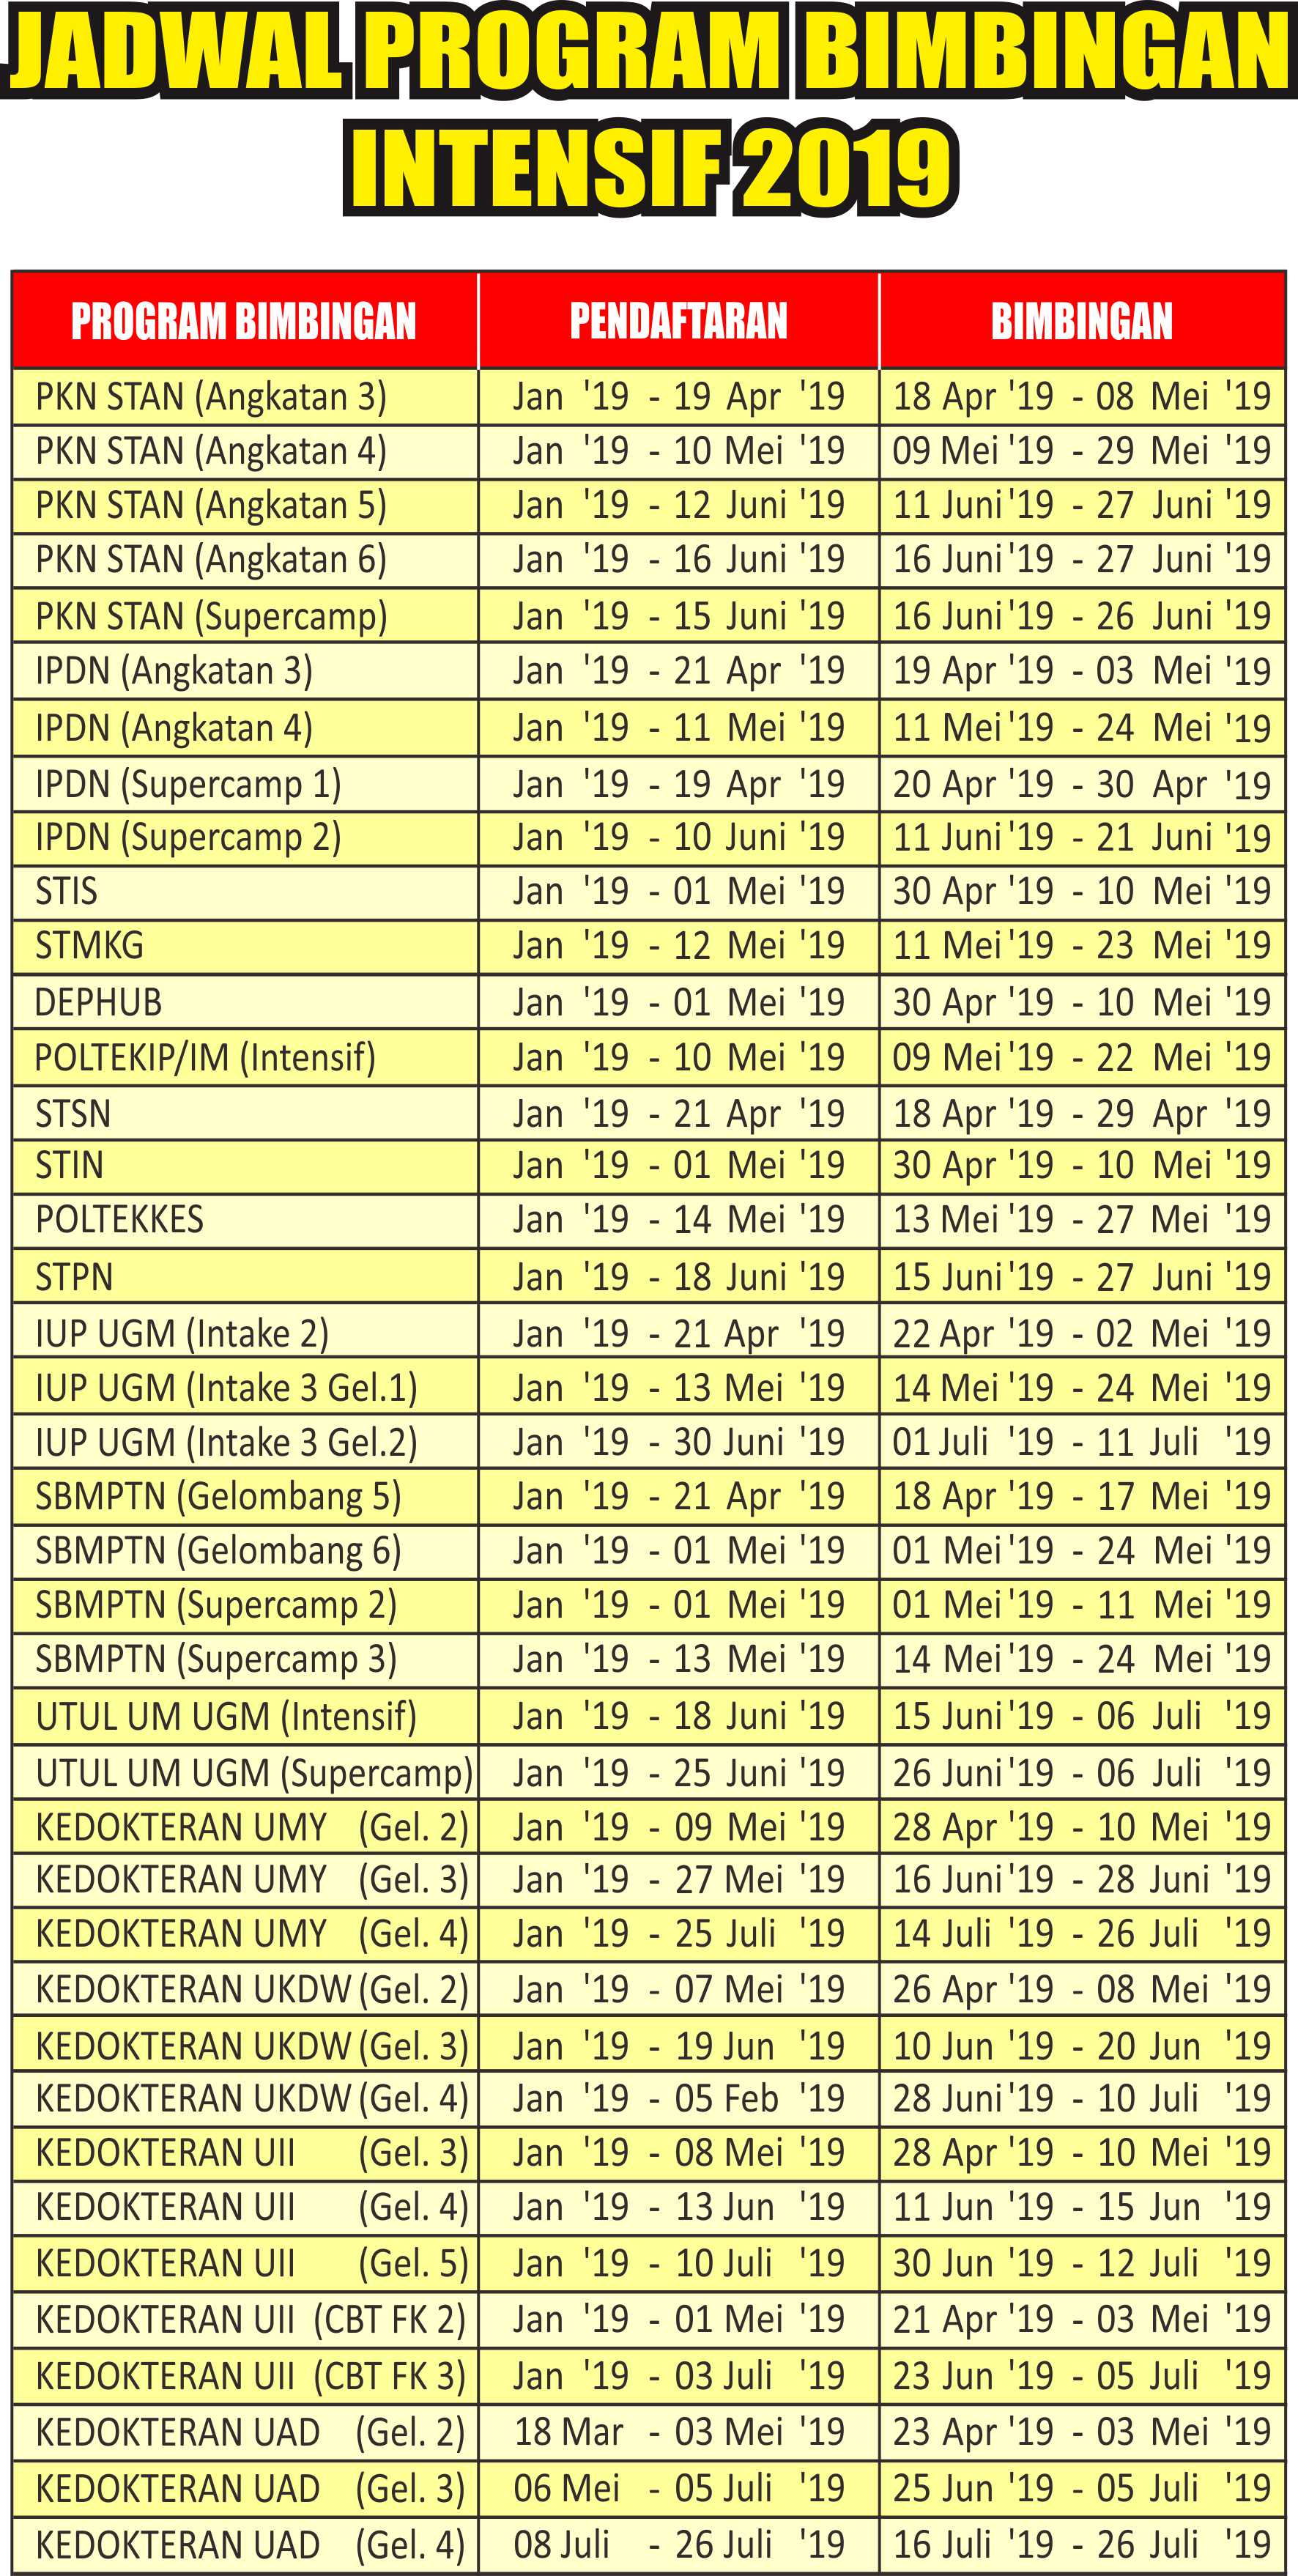 JADWAL PROGRAM BIMBINGAN
INTENSIF 2019
PROGRAM BIMBINGAN PENDAFTARAN BIMBINGAN
PKN STAN (Angkatan 3) Jan '19 - 19 Apr '19 18 Apr '19 - 08 Mei '19
PKN STAN (Angkatan 4) Jan '19 - 10 Mei '19 09 Mei '19 - 29 Mei '19
PKN STAN (Angkatan 5) Jan '19 - 12 Juni '19 11 Juni '19 - 27 Juni '19
PKN STAN (Angkatan 6) Jan '19 - 16 Juni '19 16 Juni '19 - 27 Juni '19
PKN STAN (Supercamp) Jan '19 - 15 Juni '19 16 Juni '19 - 26 Juni '19
IPDN (Angkatan 3) Jan '19 - 21 Apr '19 19 Apr '19 - 03 Mei '19
IPDN (Angkatan 4) Jan '19 - 11 Mei '19 11 Mei '19 - 24 Mei '19
IPDN (Supercamp 1) Jan '19 - 19 Apr '19 20 Apr '19 - 30 Apr '19
IPDN (Supercamp 2) Jan '19 - 10 Juni '19 11 Juni '19 - 21 Juni '19
STIS Jan '19 - 01 Mei '19 30 Apr '19 - 10 Mei '19
STMKG Jan '19 - 12 Mei '19 11 Mei '19 - 23 Mei '19
DEPHUB Jan '19 - 01 Mei '19 30 Apr '19 - 10 Mei '19
POLTEKIP/IM (Intensif) Jan '19 - 10 Mei '19 09 Mei '19 - 22 Mei '19
STSN Jan '19 - 21 Apr '19 18 Apr '19 - 29 Apr '19
STIN Jan '19 - 01 Mei '19 30 Apr '19 - 10 Mei '19
POLTEKKES Jan '19 - 14 Mei '19 13 Mei '19 - 27 Mei '19
STPN Jan '19 - 18 Juni '19 15 Juni '19 - 27 Juni '19
IUP UGM (Intake 2) Jan '19 - 21 Apr '19 22 Apr '19 - 02 Mei '19
IUP UGM (Intake 3 Gel.1) Jan '19 - 13 Mei '19 14 Mei '19 - 24 Mei '19
IUP UGM (Intake 3 Gel.2) Jan '19 - 30 Juni '19 01 Juli '19 - 11 Juli '19
SBMPTN (Gelombang 5) Jan '19 - 21 Apr '19 18 Apr '19 - 17 Mei '19
SBMPTN (Gelombang 6) Jan '19 - 01 Mei '19 01 Mei '19 - 24 Mei '19
SBMPTN (Supercamp 2) Jan '19 - 01 Mei '19 01 Mei '19 - 11 Mei '19
SBMPTN (Supercamp 3) Jan '19 - 13 Mei '19 14 Mei '19 - 24 Mei '19
UTUL UM UGM (Intensif) Jan '19 - 18 Juni '19 15 Juni '19 - 06 Juli '19
UTUL UM UGM (Supercamp) Jan '19 - 25 Juni '19 26 Juni '19 - 06 Juli '19
KEDOKTERAN UMY (Gel. 2) Jan '19 - 09 Mei '19 28 Apr '19 - 10 Mei '19
KEDOKTERAN UMY (Gel. 3) Jan '19 - 27 Mei '19 16 Juni '19 - 28 Juni '19
KEDOKTERAN UMY (Gel. 4) Jan '19 - 25 Juli '19 14 Juli '19 - 26 Juli '19
KEDOKTERAN UKDW (Gel. 2) Jan '19 - 07 Mei '19 26 Apr '19 - 08 Mei '19
KEDOKTERAN UKDW (Gel. 3) Jan '19 - 19 Jun '19 10 Jun '19 - 20 Jun '19
KEDOKTERAN UKDW (Gel. 4) Jan '19 - 05 Feb '19 28 Juni '19 - 10 Juli '19
KEDOKTERAN UII (Gel. 3) Jan '19 - 08 Mei '19 28 Apr '19 - 10 Mei '19
KEDOKTERAN UII (Gel. 4) Jan '19 - 13 Jun '19 11 Jun '19 - 15 Jun '19
KEDOKTERAN UII (Gel. 5) Jan '19 - 10 Juli '19 30 Jun '19 - 12 Juli '19
KEDOKTERAN UII (CBT FK 2) Jan '19 - 01 Mei '19 21 Apr '19 - 03 Mei '19
KEDOKTERAN UII (CBT FK 3) Jan '19 - 03 Juli '19 23 Jun '19 - 05 Juli '19
KEDOKTERAN UAD (Gel. 2) 18 Mar - 03 Mei '19 23 Apr '19 - 03 Mei '19
KEDOKTERAN UAD (Gel. 3) 06 Mei - 05 Juli '19 25 Jun '19 - 05 Juli '19
KEDOKTERAN UAD (Gel. 4) 08 Juli - 26 Juli '19 16 Juli '19 - 26 Juli '19